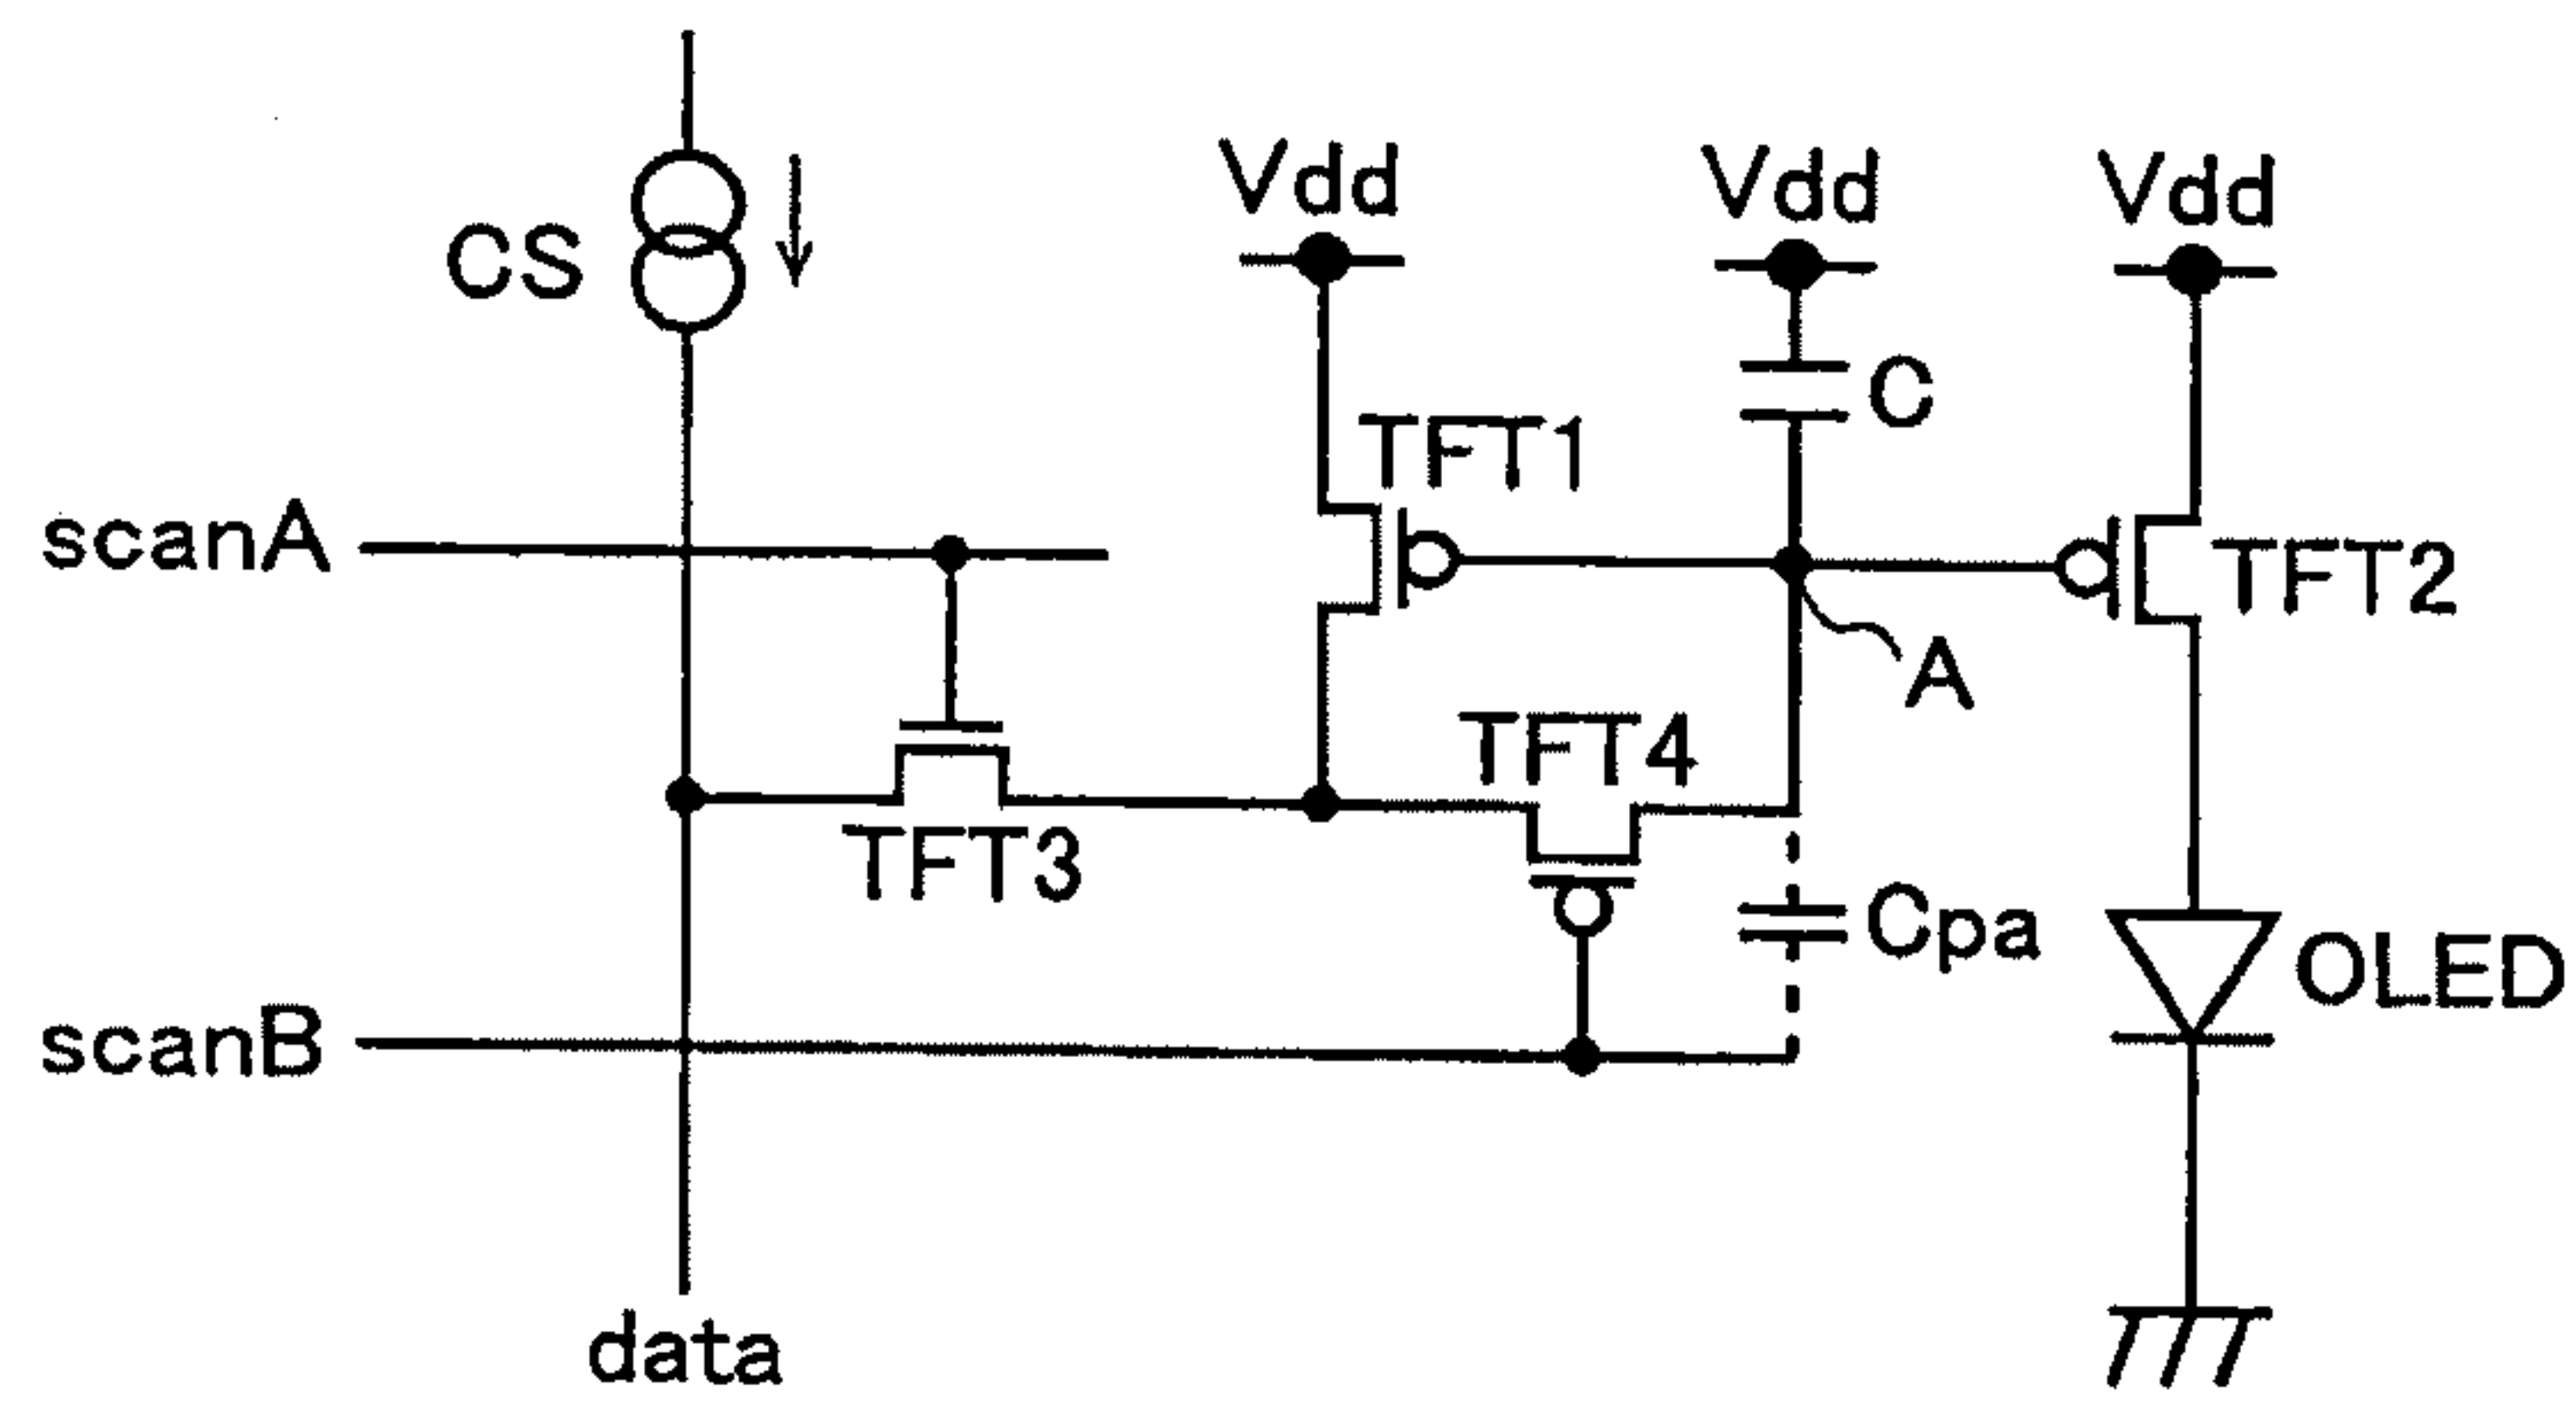 Vdd
Vdd
Vdd
CS
C
TFT1
scanA
TFT2
A
TFT4
TFT3
Cpa
OLED
scanB
data